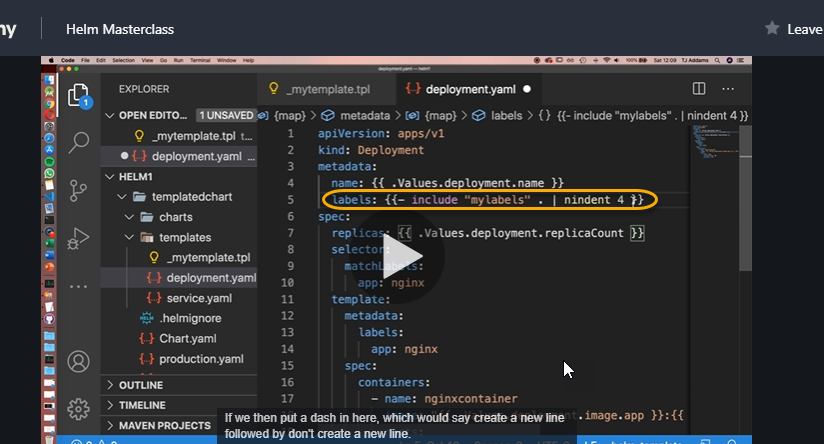 ny
Helm Masterclass
Leave
Code File Edit Selection View Go Run Terminal Window Help
100% Sat 12:09 TJ Addams
deployment.yaml — helm1
EXPLORER
_mytemplate.tpl
{..} deployment.yaml
...
1
OPEN EDITO... 1 UNSAVED
{map} > metadata > {map} > labels > {} {{- include "mylabels" . | nindent 4 }}
_mytemplate.tpl t...
{..} deployment.yaml ...
HELM1
templatedchart
charts
templates
_mytemplate.tpl
{..} deployment.yaml
{..} service.yaml
HELM .helmignore
{..} Chart.yaml
{..} production.yaml
OUTLINE
TIMELINE
MAVEN PROJECTS
1 apiVersion: apps/v1
2 kind: Deployment
3 metadata:
4 name: {{ .Values.deployment.name }}
5 labels: {{- include "mylabels" . | nindent 4 }}
6 spec:
7 replicas: {{ .Values.deployment.replicaCount }}
8 selector:
9 matchLabels:
10 app: nginx
11 template:
12 metadata:
13 labels:
14 app: nginx
15 spec:
16 containers:
17 - name: nginxcontainer
ment.image.app }}:{{
If we then put a dash in here, which would say create a new line
followed by don't create a new line